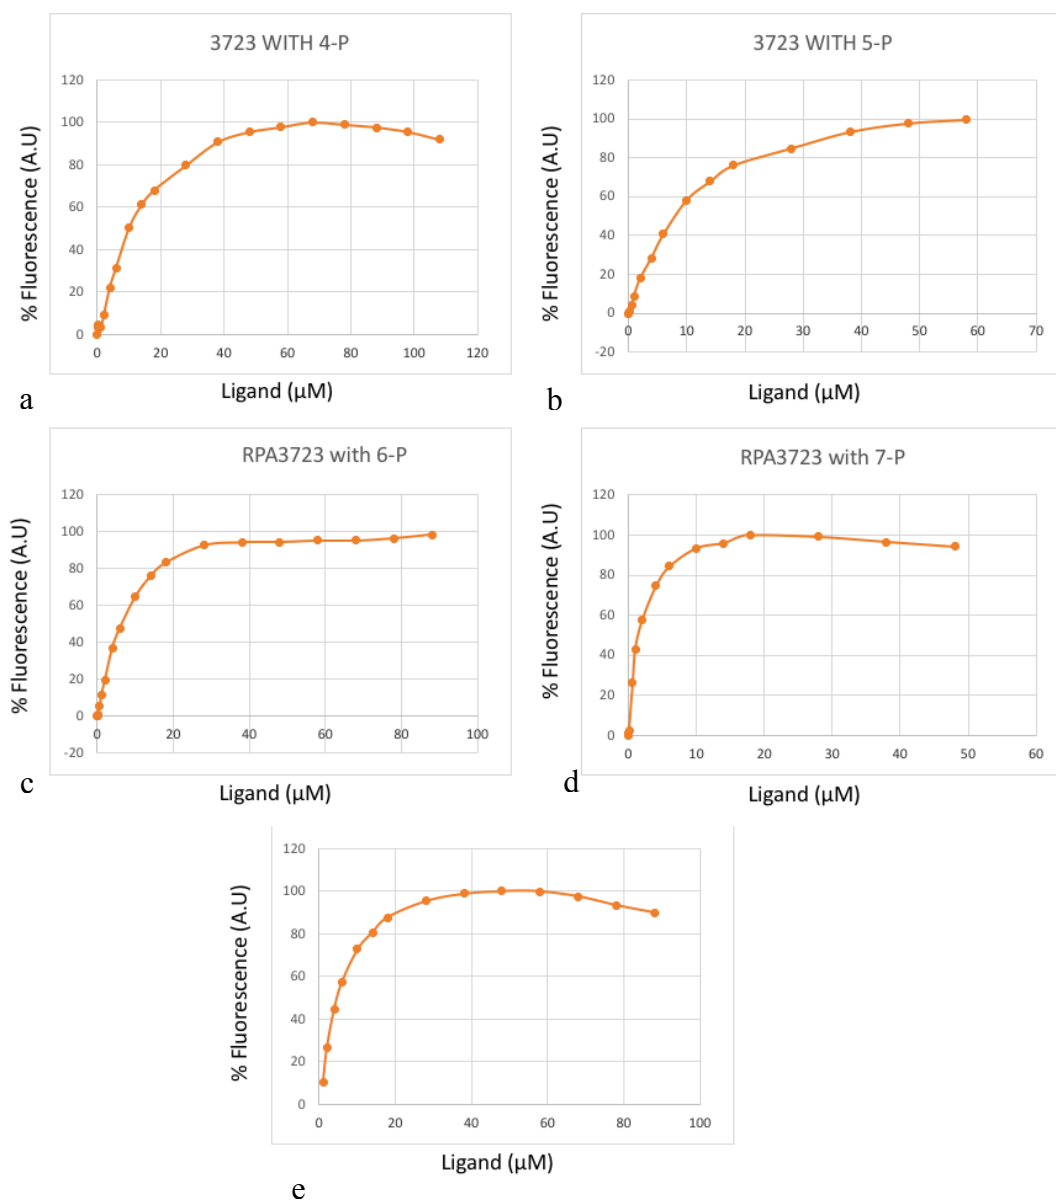 3723 WITH 4-P
120
100
80
60
40
20
0
0 20 40 60 80 100 120
% Fluorescence (A.U)
Ligand (μM)
a
3723 WITH 5-P
120
100
80
60
40
20
0
-20
0 10 20 30 40 50 60 70
% Fluorescence (A.U)
Ligand (μM)
b
RPA3723 with 6-P
120
100
80
60
40
20
0
-20
0 20 40 60 80 100
% Fluorescence (A.U)
Ligand (μM)
c
RPA3723 with 7-P
120
100
80
60
40
20
0
0 10 20 30 40 50 60
% Fluorescence (A.U)
Ligand (μM)
d
120
100
80
60
40
20
0
0 20 40 60 80 100
% Fluorescence (A.U)
Ligand (μM)
e